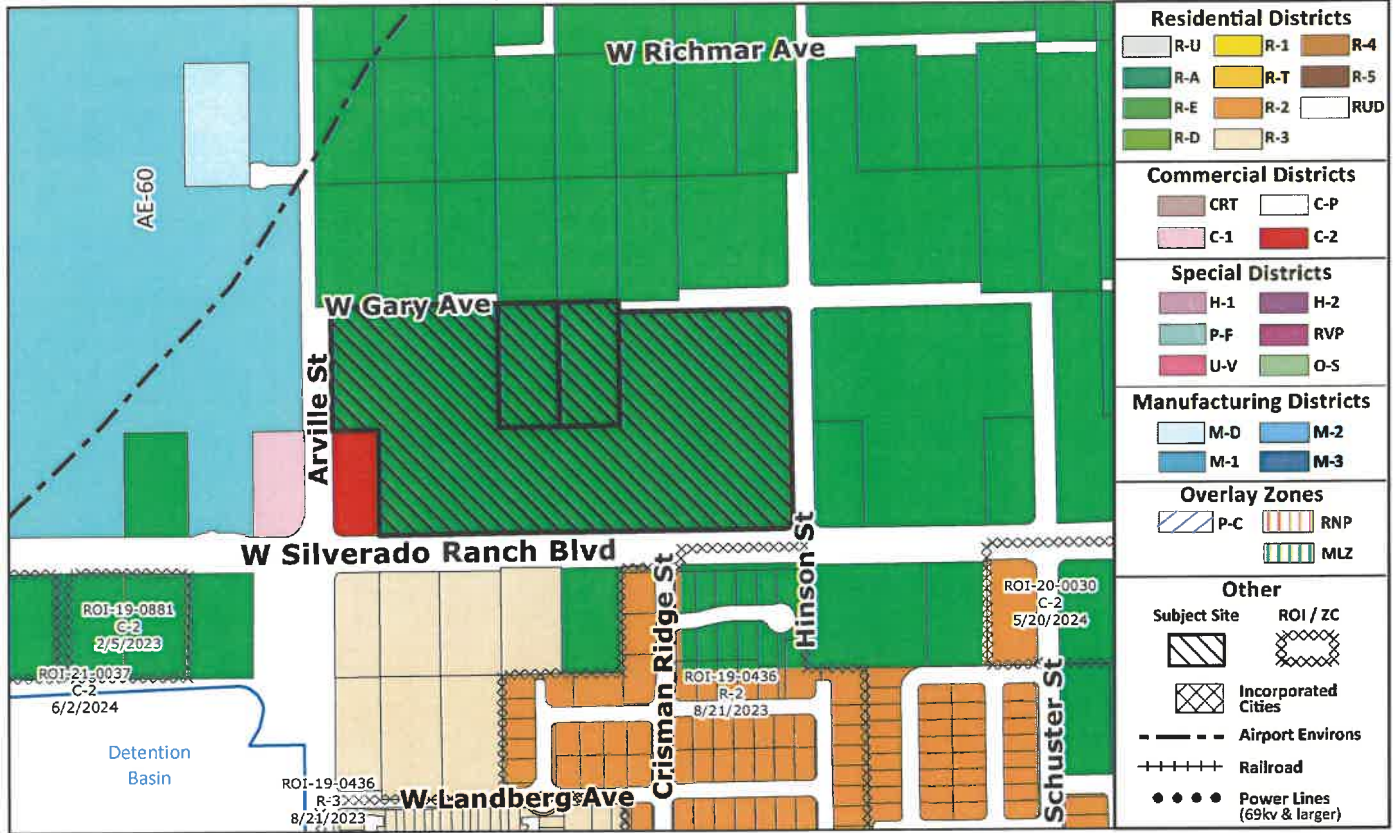 W Richmar Ave
AE-60
W Gary Ave
Arville St
W Silverado Ranch Blvd
Hinson St
Crisman Ridge St
ROI-19-0881
C-2
2/5/2023
ROI-21-0037
C-2
6/2/2024
ROI-20-0030
C-2
5/20/2024
ROI-19-0436
R-2
8/21/2023
Schuster St
Detention
Basin
ROI-19-0436
R-3
8/21/2023
W Landberg Ave
Residential Districts
R-U R-1 R-4
R-A R-T R-5
R-E R-2 RUD
R-D R-3
Commercial Districts
CRT C-P
C-1 C-2
Special Districts
H-1 H-2
P-F RVP
U-V O-S
Manufacturing Districts
M-D M-2
M-1 M-3
Overlay Zones
P-C RNP
MLZ
Other
Subject Site ROI / ZC
Incorporated
Cities
Airport Environs
Railroad
Power Lines
(69kv & larger)